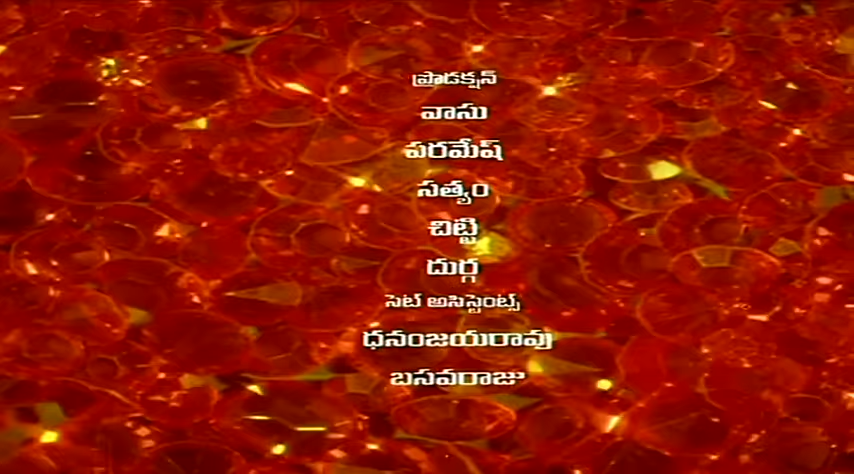 ప్రొడక్షన్
వాసు
పరమేష్
సత్యం
చిట్టి
దుర్గ
సెట్ అసిస్టెంట్స్
ధనంజయరావు
బసవరాజు